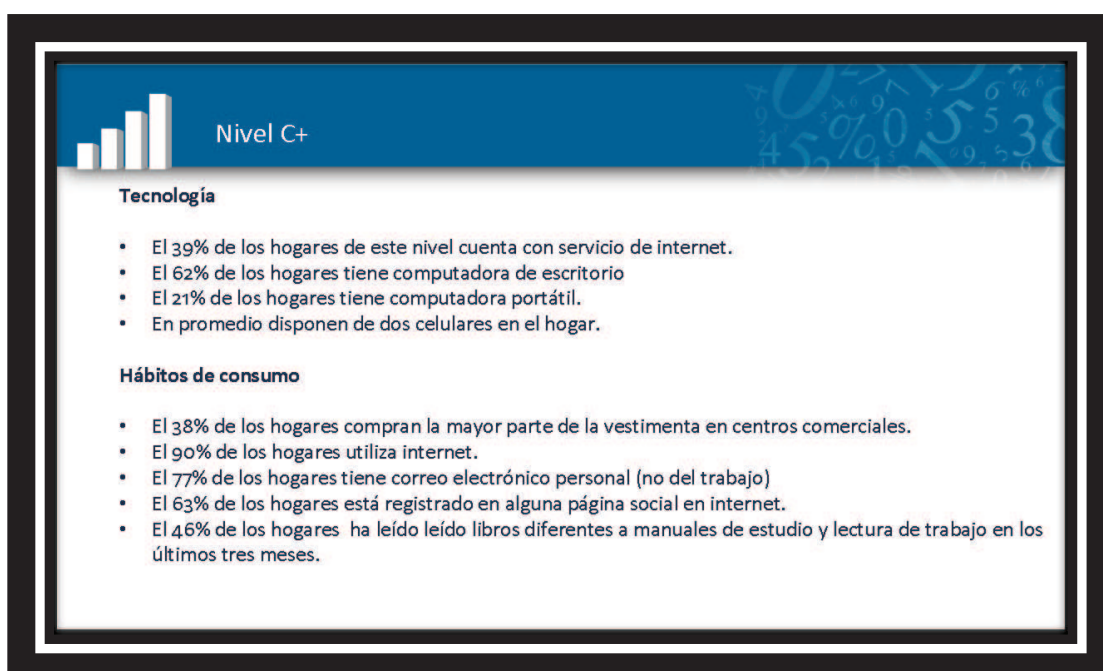 Nivel C+
Tecnología
• El 39% de los hogares de este nivel cuenta con servicio de internet.
• El 62% de los hogares tiene computadora de escritorio
• El 21% de los hogares tiene computadora portátil.
• En promedio disponen de dos celulares en el hogar.
Hábitos de consumo
• El 38% de los hogares compran la mayor parte de la vestimenta en centros comerciales.
• El 90% de los hogares utiliza internet.
• El 77% de los hogares tiene correo electrónico personal (no del trabajo)
• El 63% de los hogares está registrado en alguna página social en internet.
• El 46% de los hogares ha leído leído libros diferentes a manuales de estudio y lectura de trabajo en los
últimos tres meses.